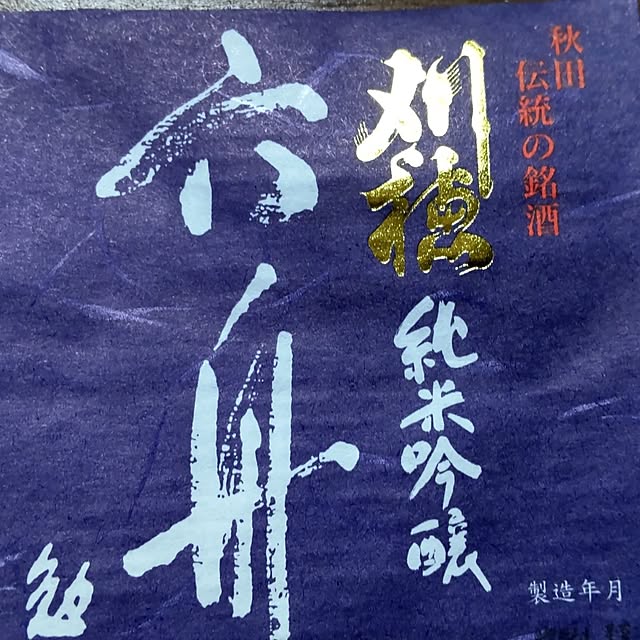 秋田
伝統の銘酒
刈穂
純米吟醸
六舟
製造年月